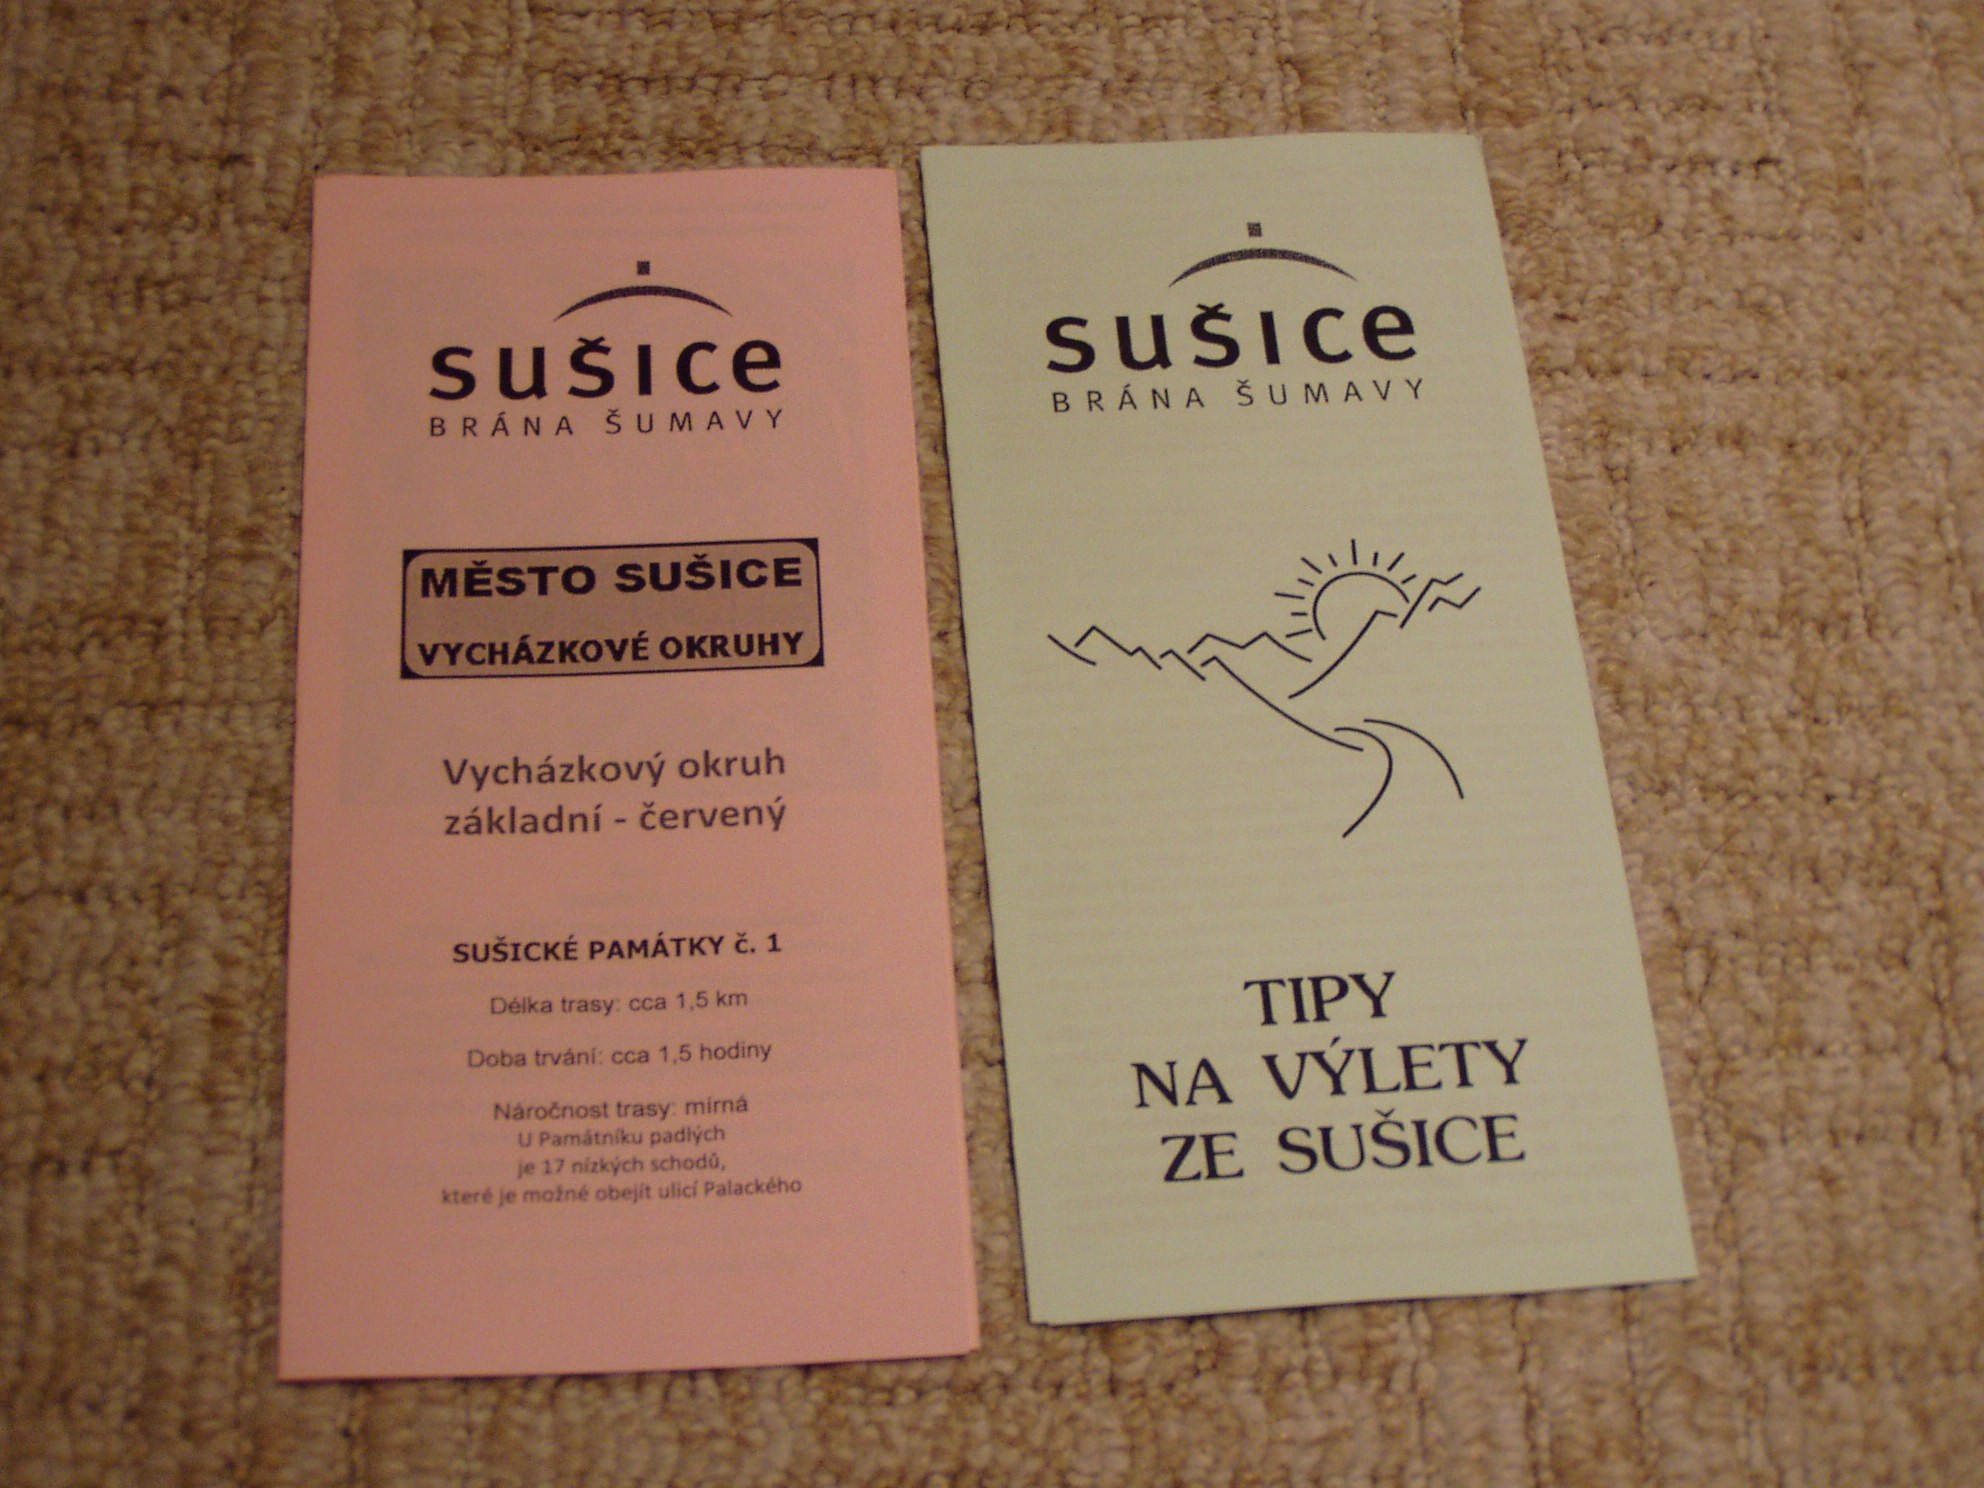 sušice
BRÁNA ŠUMAVY
MĚSTO SUŠICE
VYCHÁZKOVÉ OKRUHY
Vycházkový okruh
základní - červený
SUŠICKÉ PAMÁTKY č. 1
Délka trasy: cca 1,5 km
Doba trvání: cca 1,5 hodiny
Náročnost trasy: mírná
U Památníku padlých
je 17 nízkých schodů,
které je možné obejít ulicí Palackého
sušice
BRÁNA ŠUMAVY
TIPY
NA VÝLETY
ZE SUŠICE